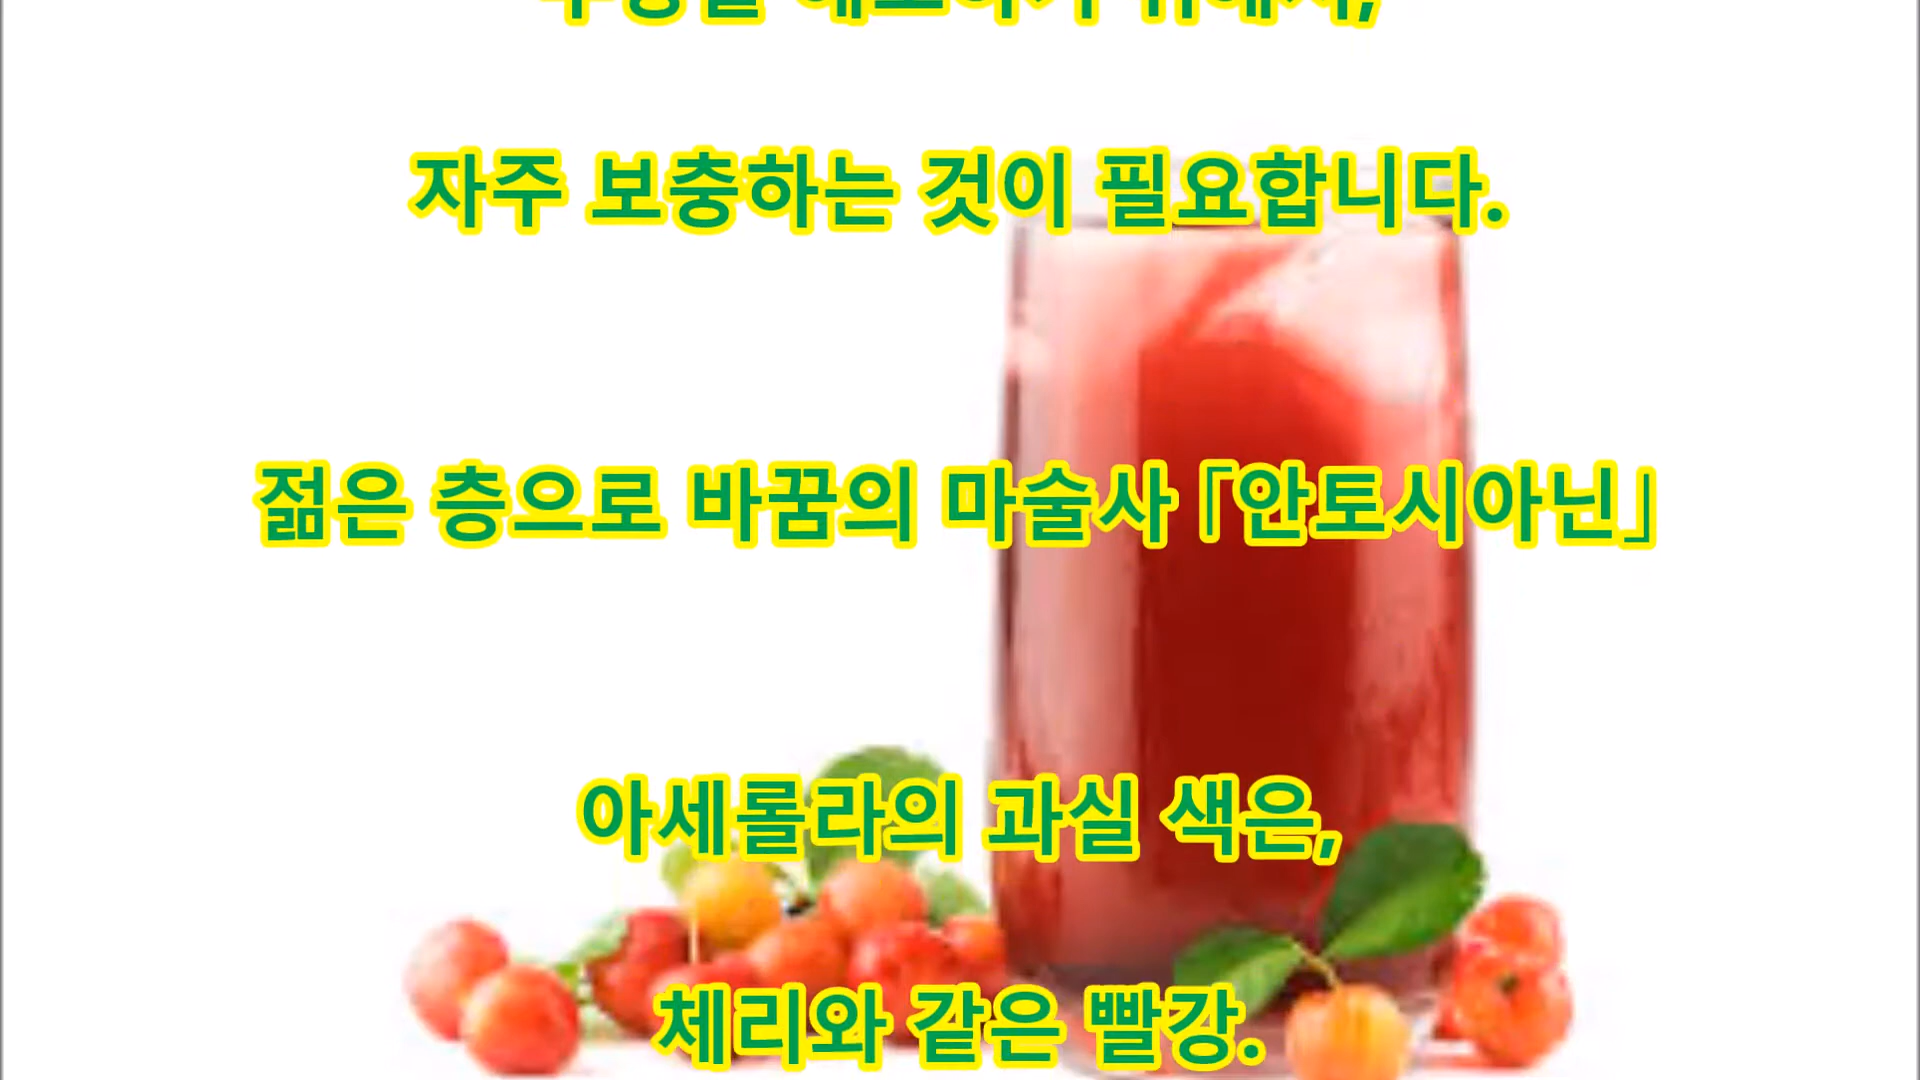 자주 보충하는 것이 필요합니다.
젊은 층으로 바꿈의 마술사 「안토시아닌」
아세롤라의 과실 색은,
체리와 같은 빨강.